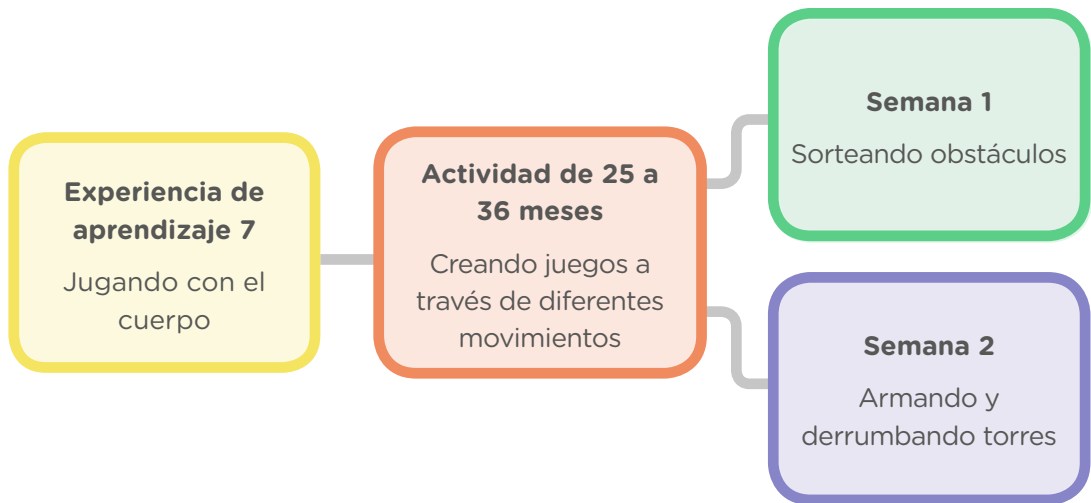 Experiencia de
aprendizaje 7
Jugando con el
cuerpo
Actividad de 25 a
36 meses
Creando juegos a
través de diferentes
movimientos
Semana 1
Sorteando obstáculos
Semana 2
Armando y
derrumbando torres